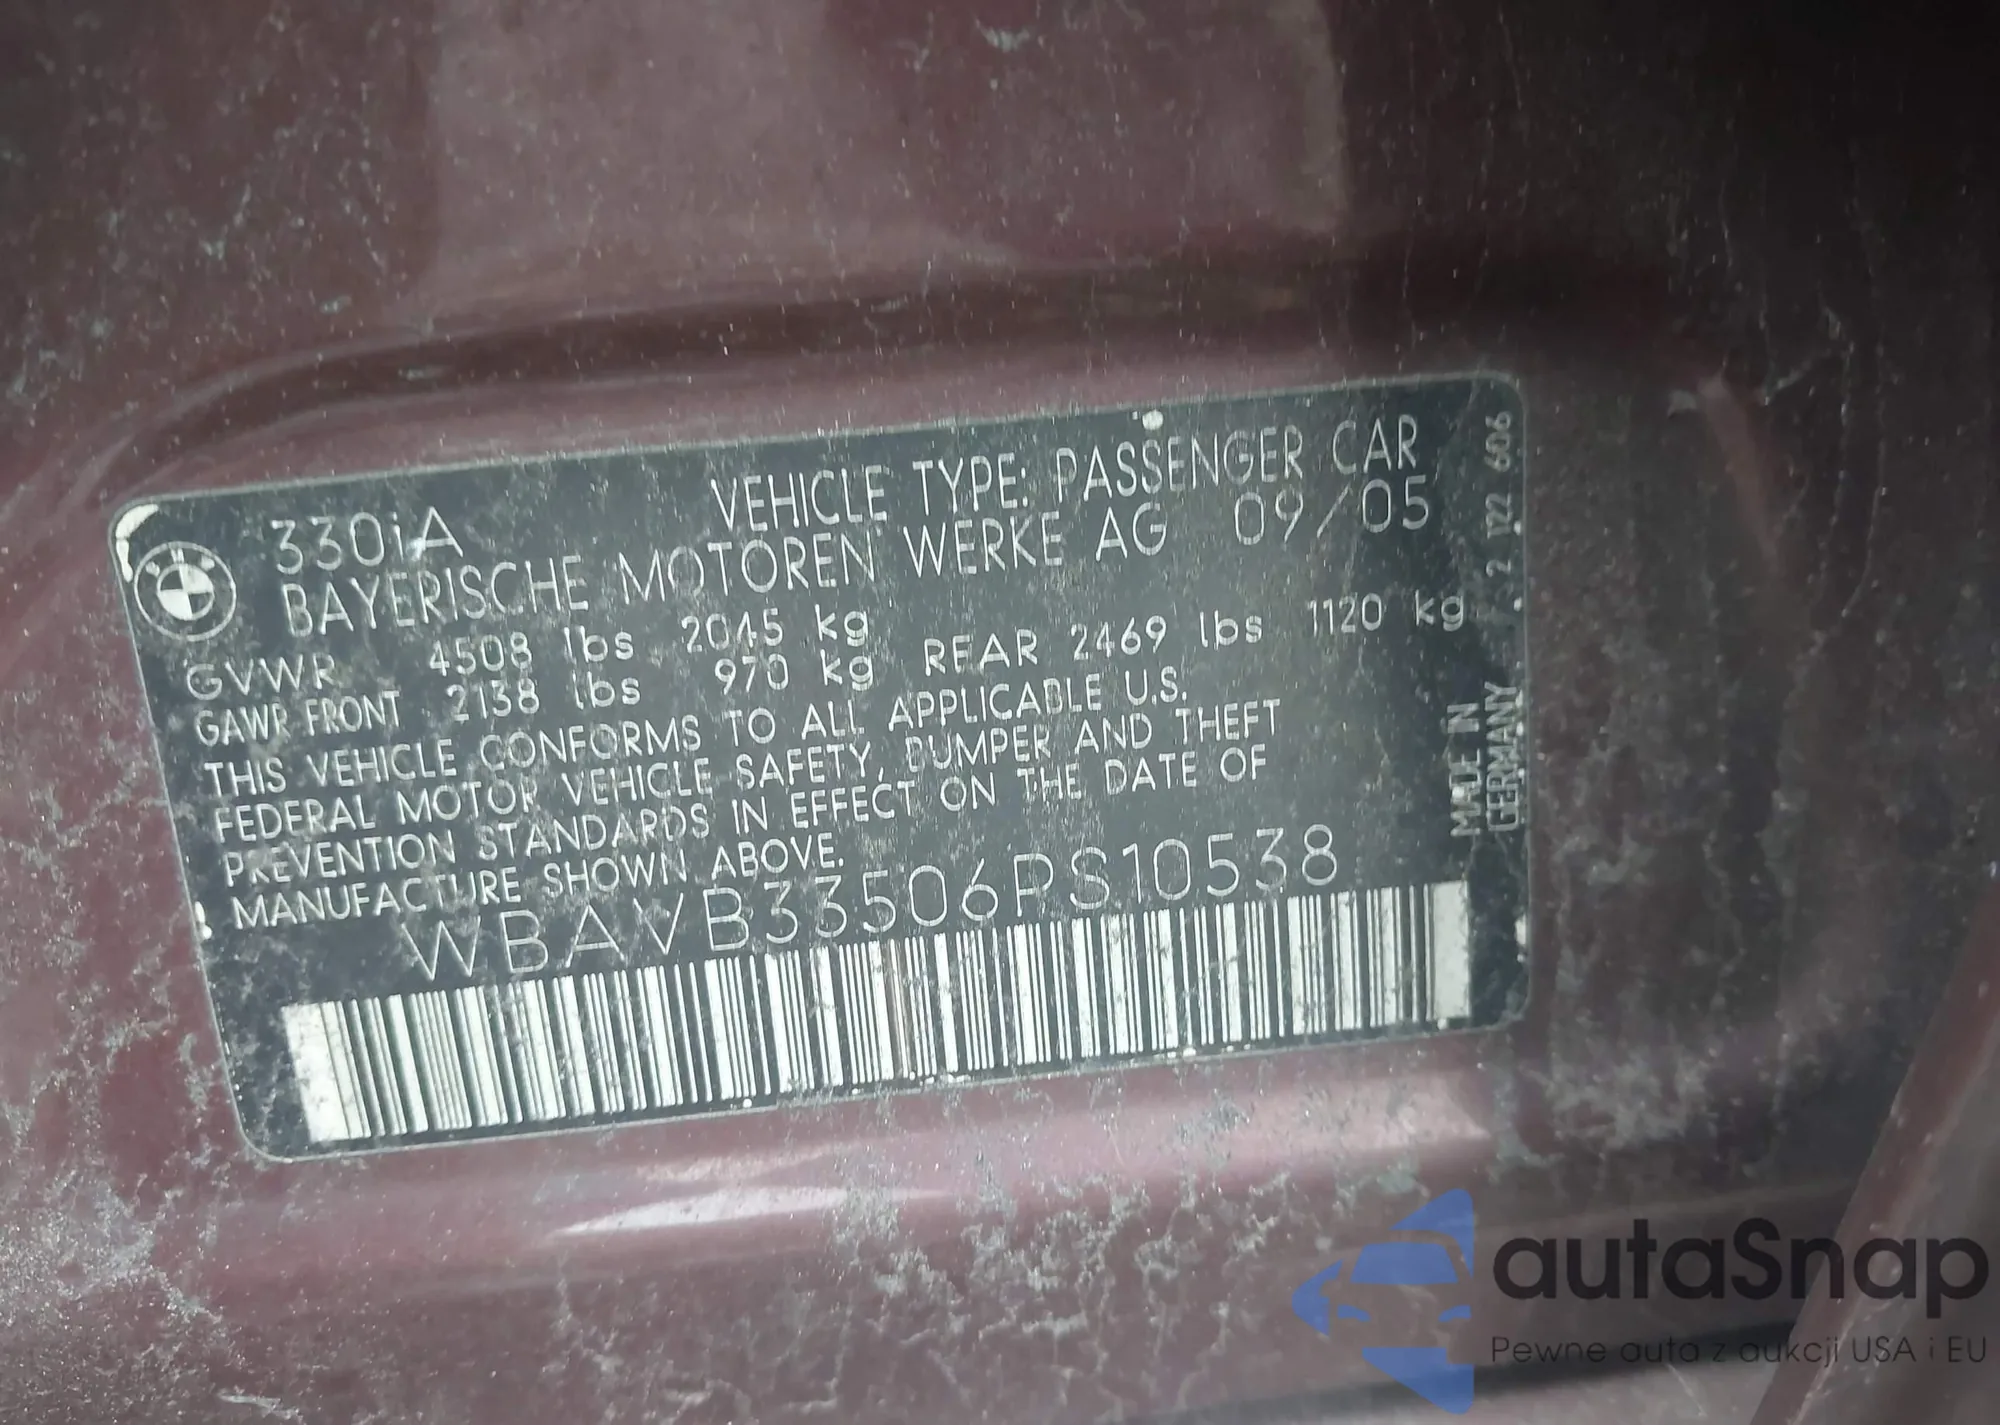 330iA VEHICLE TYPE: PASSENGER CAR
BAYERISCHE MOTOREN WERKE AG 09/05
GVWR 4508 lbs 2045 kg
GAWR FRONT 2138 lbs 970 kg REAR 2469 lbs 1120 kg
THIS VEHICLE CONFORMS TO ALL APPLICABLE U.S.
FEDERAL MOTOR VEHICLE SAFETY, BUMPER AND THEFT
PREVENTION STANDARDS IN EFFECT ON THE DATE OF
MANUFACTURE SHOWN ABOVE.
WBAVB33506PS10538
MADE IN
GERMANY
autaSnap
Pewne auta z aukcji USA i EU